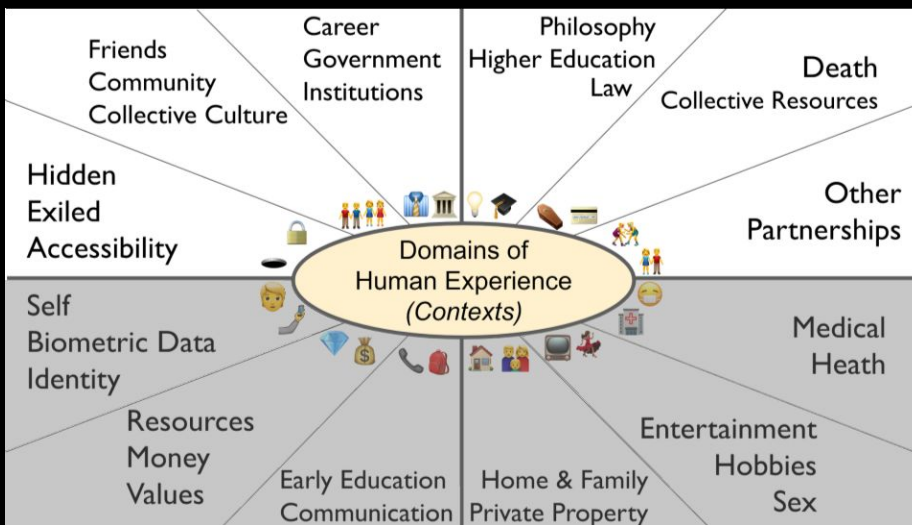 Friends
Community
Collective Culture
Career
Government
Institutions
Philosophy
Higher Education
Law
Death
Collective Resources
Hidden
Exiled
Accessibility
Other
Partnerships
Domains of
Human Experience
(Contexts)
Self
Biometric Data
Identity
Medical
Heath
Resources
Money
Values
Early Education
Communication
Home & Family
Private Property
Entertainment
Hobbies
Sex